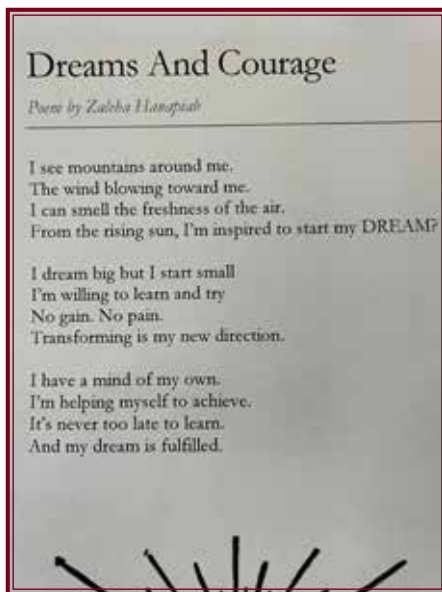 Dreams And Courage
Poem by Zaleha Hanapiah
I see mountains around me.
The wind blowing toward me.
I can smell the freshness of the air.
From the rising sun, I'm inspired to start my DREAM?
I dream big but I start small
I'm willing to learn and try
No gain. No pain.
Transforming is my new direction.
I have a mind of my own.
I'm helping myself to achieve.
It's never too late to learn.
And my dream is fulfilled.